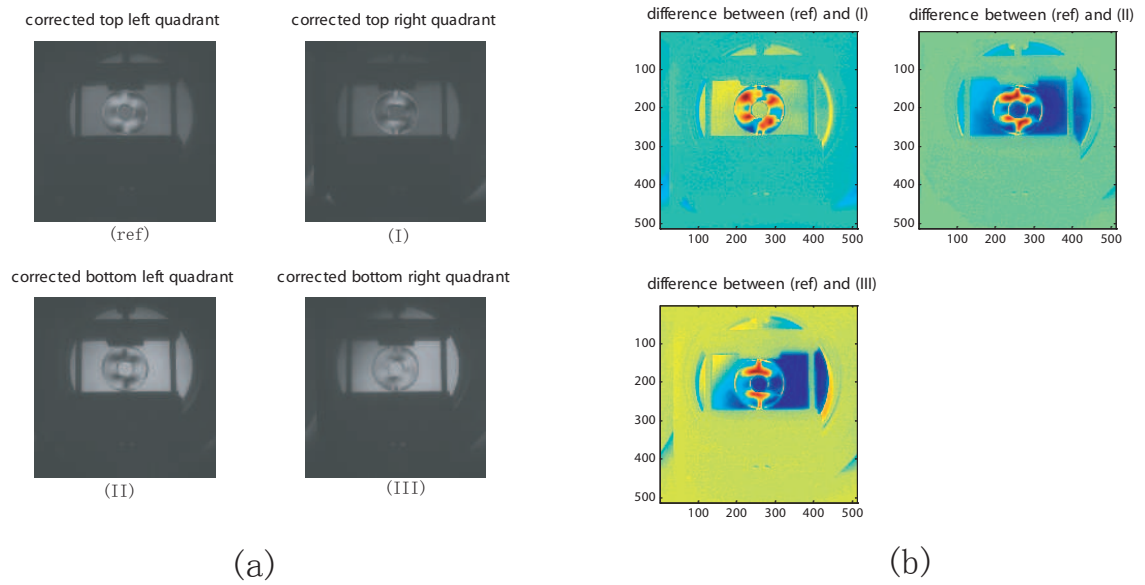 corrected top left quadrant
corrected top right quadrant
(ref)
(I)
corrected bottom left quadrant
corrected bottom right quadrant
(II)
(III)
(a)
difference between (ref) and (I)
difference between (ref) and (II)
100
200
300
400
500
100 200 300 400 500
100
200
300
400
500
100 200 300 400 500
difference between (ref) and (III)
100
200
300
400
500
100 200 300 400 500
(b)